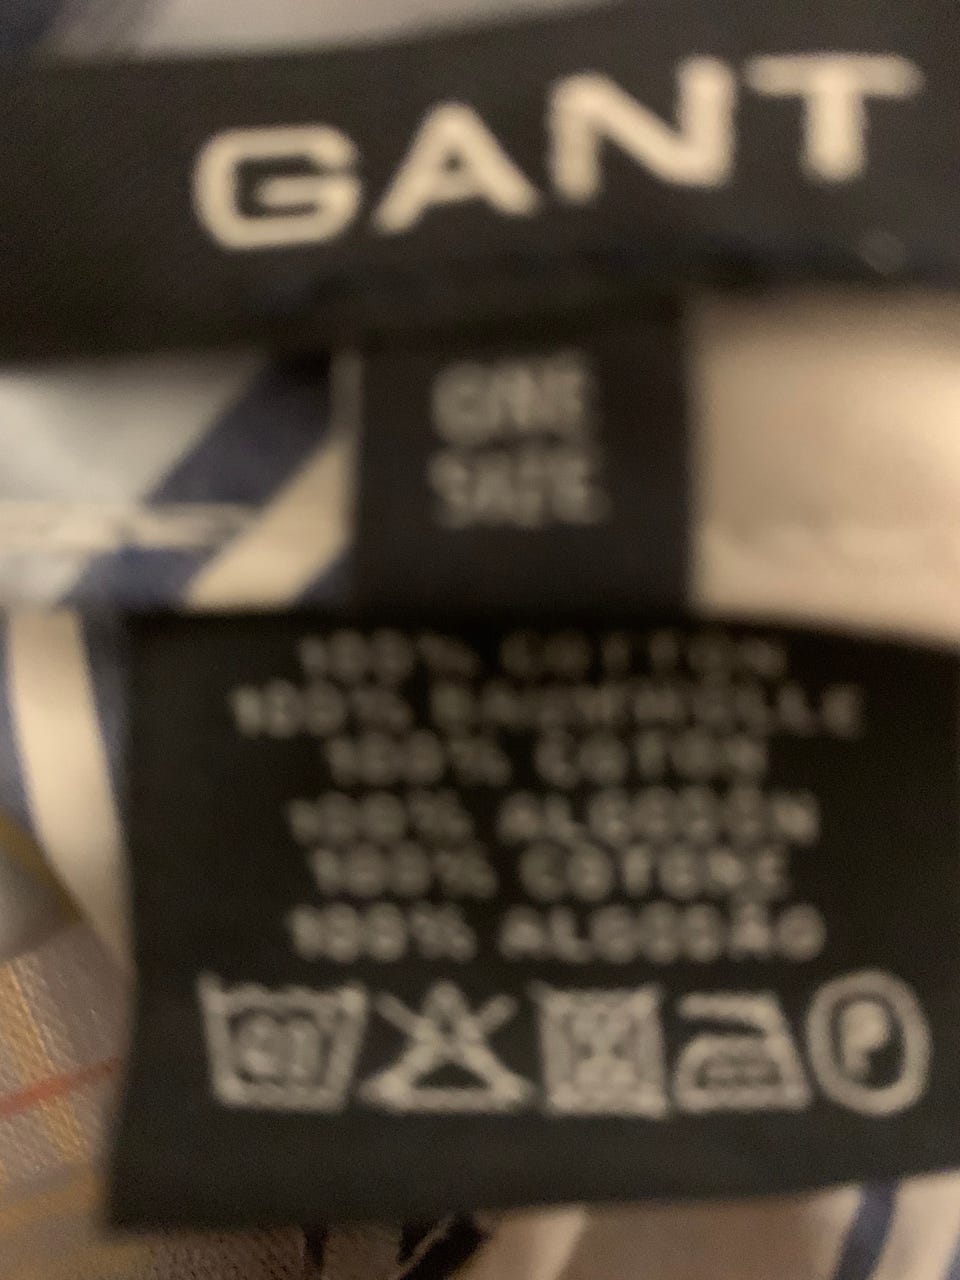 GANT
ONE
SIZE
100% COTTON
100% BAUMWOLLE
100% COTON
100% ALGODÓN
100% COTONE
100% ALGODÃO
P